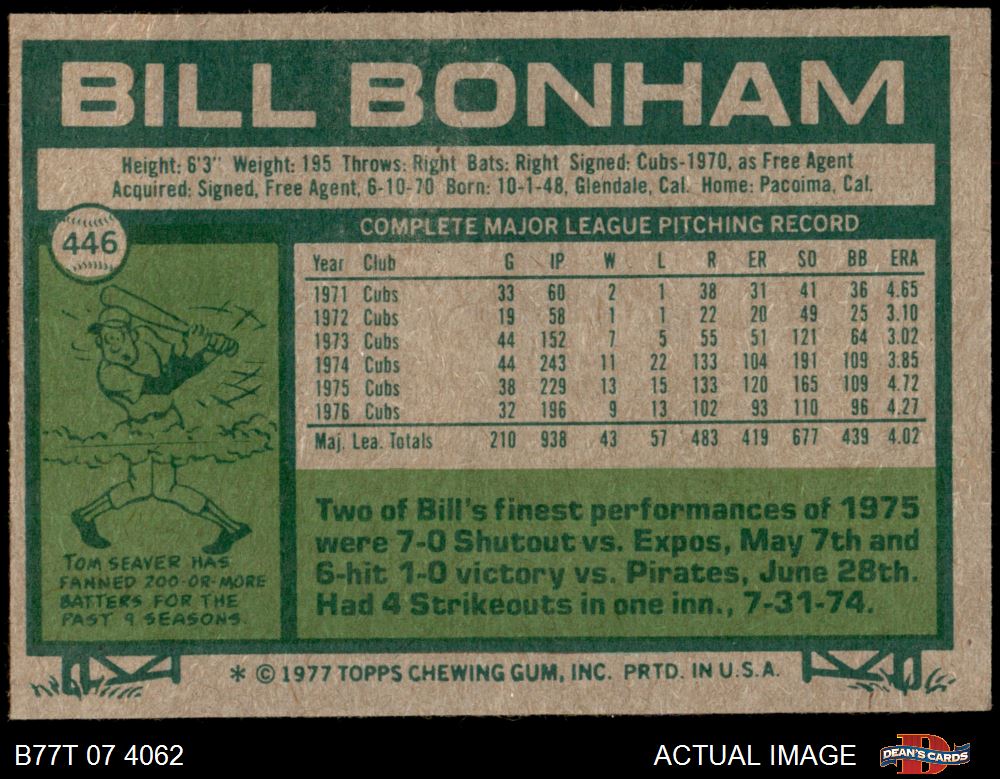 BILL BONHAM
Height: 6'3" Weight: 195 Throws: Right Bats: Right Signed: Cubs-1970, as Free Agent
Acquired: Signed, Free Agent, 6-10-70 Born: 10-1-48, Glendale, Cal. Home: Pacoima, Cal.
446
COMPLETE MAJOR LEAGUE PITCHING RECORD
Year Club G IP W L R ER SO BB ERA
1971 Cubs 33 60 2 1 38 31 41 36 4.65
1972 Cubs 19 58 1 1 22 20 49 25 3.10
1973 Cubs 44 152 7 5 55 51 121 64 3.02
1974 Cubs 44 243 11 22 133 104 191 109 3.85
1975 Cubs 38 229 13 15 133 120 165 109 4.72
1976 Cubs 32 196 9 13 102 93 110 96 4.27
Maj. Lea. Totals 210 938 43 57 483 419 677 439 4.02
TOM SEAVER HAS
FANNED 200-OR-MORE
BATTERS FOR THE
PAST 9 SEASONS.
Two of Bill's finest performances of 1975
were 7-0 Shutout vs. Expos, May 7th and
6-hit 1-0 victory vs. Pirates, June 28th.
Had 4 Strikeouts in one inn., 7-31-74.
* © 1977 TOPPS CHEWING GUM, INC. PRTD. IN U.S.A.
B77T 07 4062
ACTUAL IMAGE
D
DEAN'S CARDS